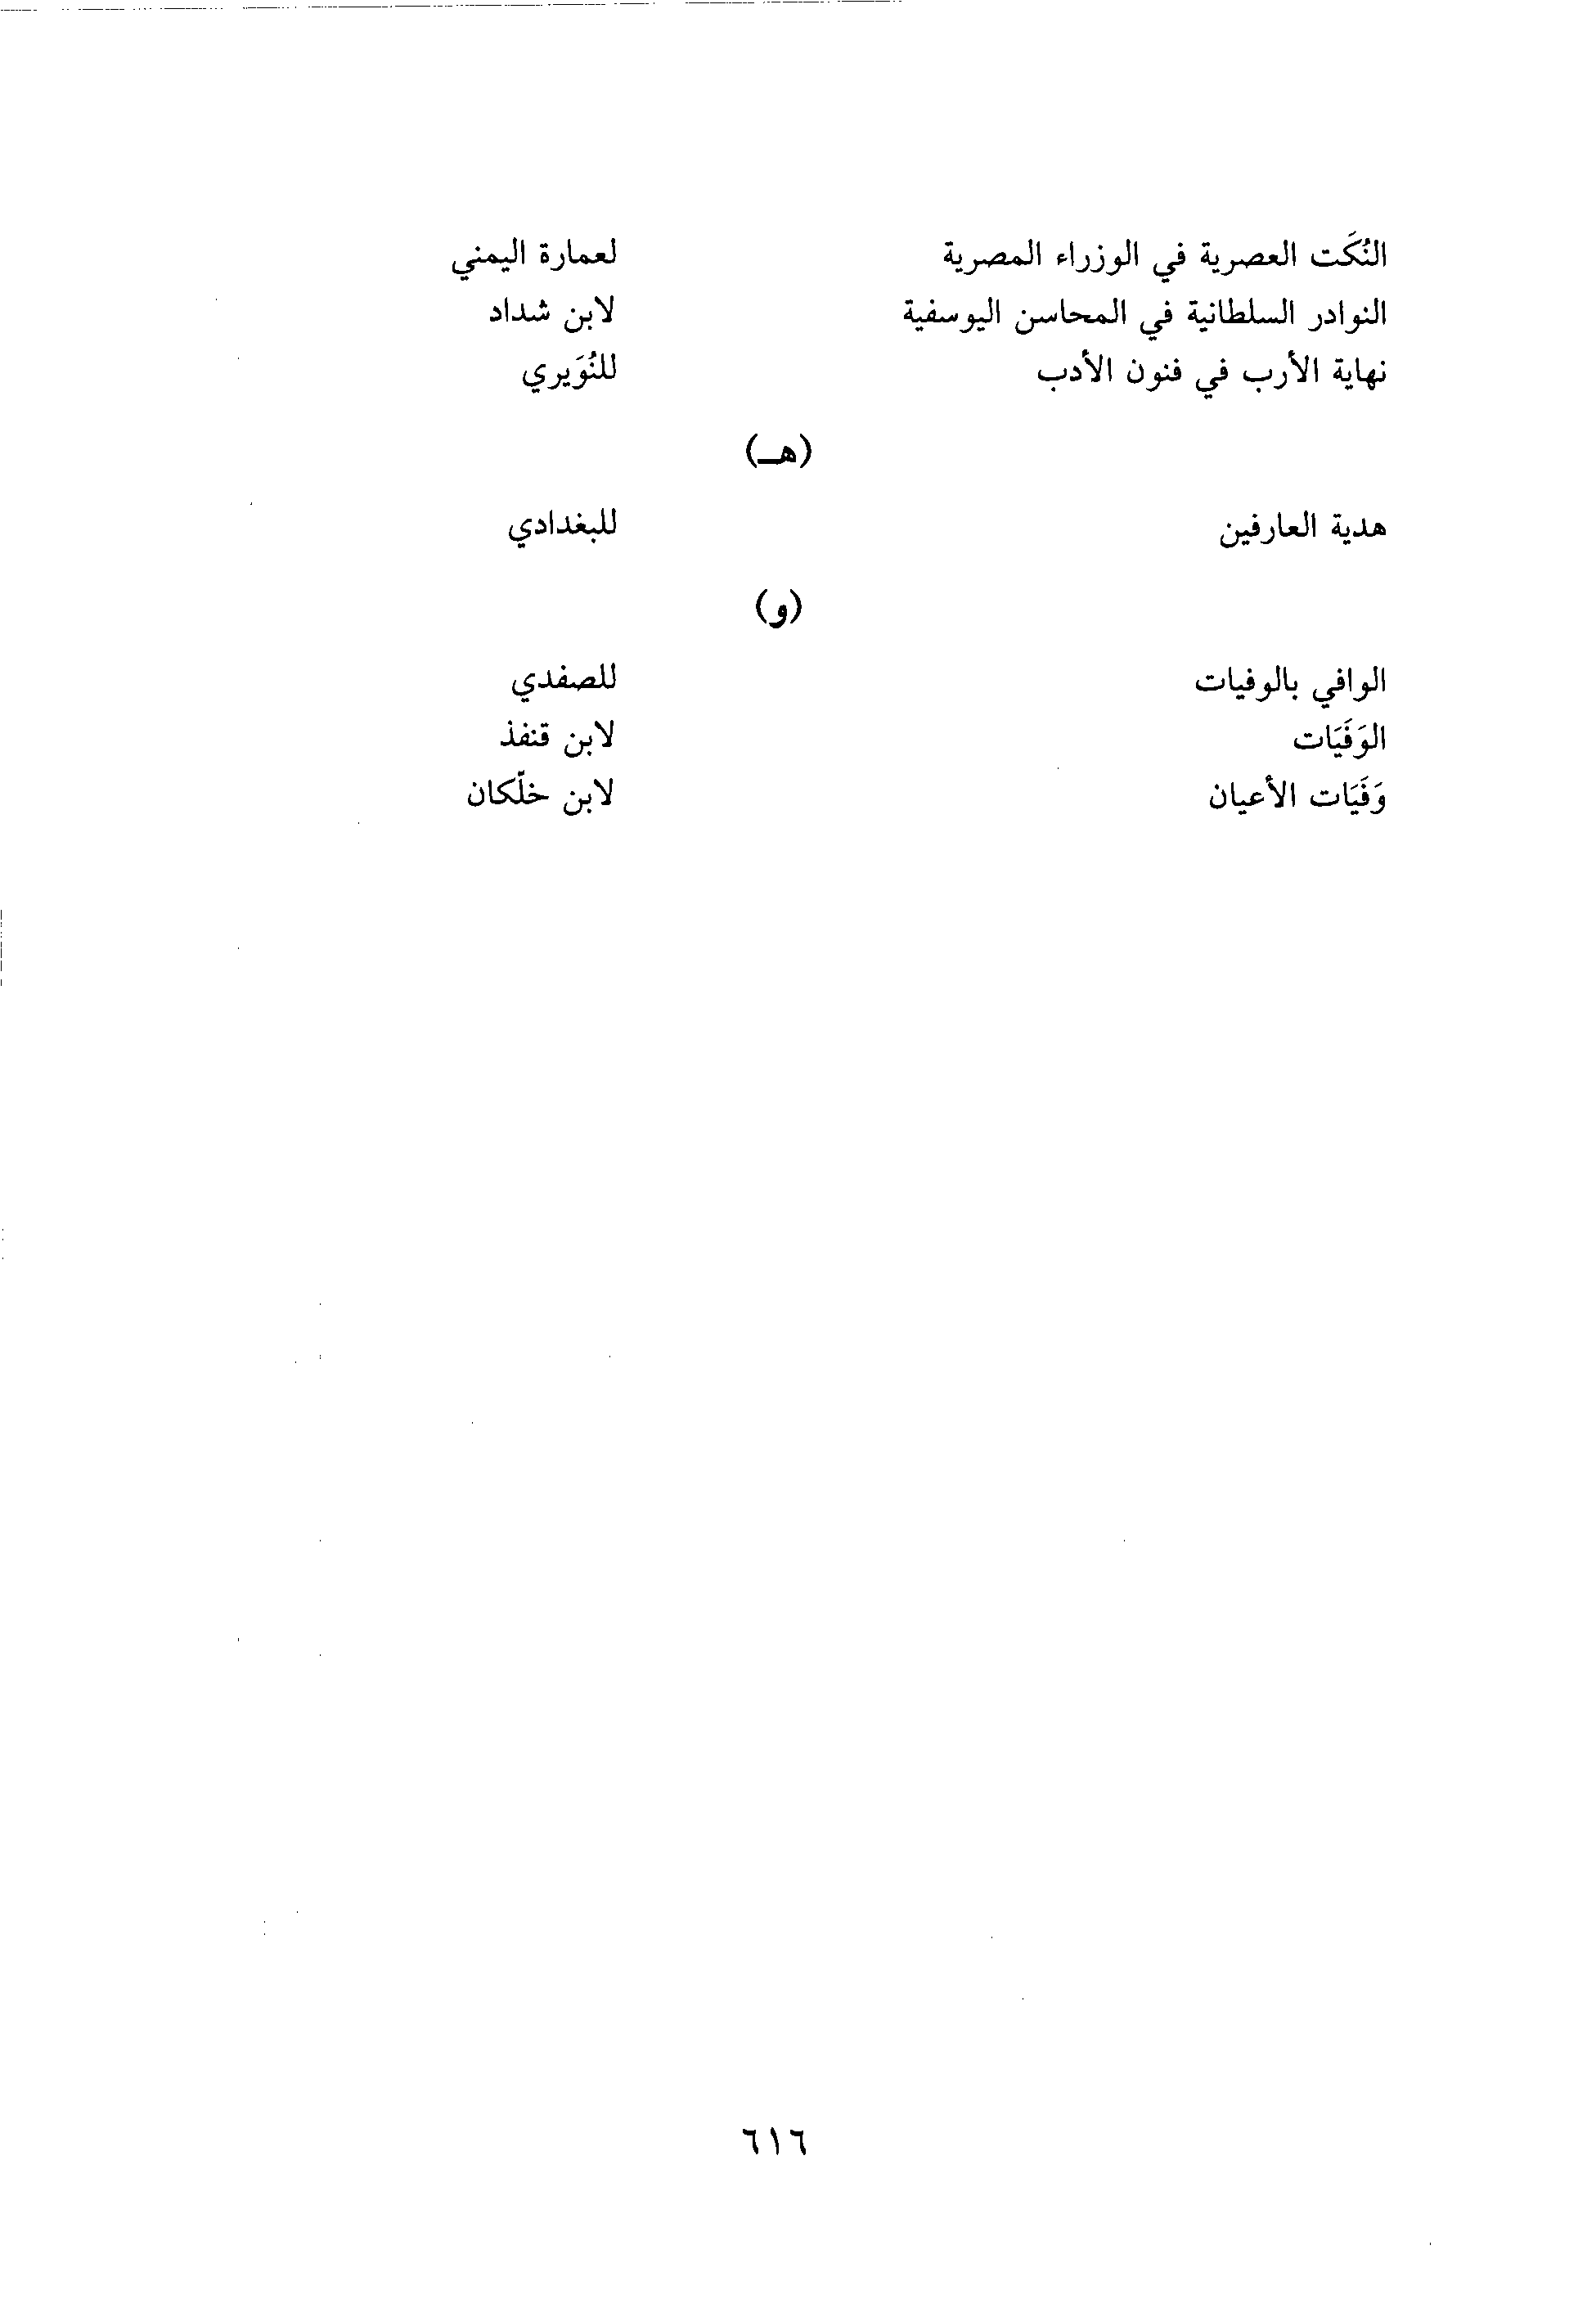 النُكَت العصرية في الوزراء المصرية لعمارة اليمني
النوادر السلطانية في المحاسن اليوسفية لابن شداد
نهاية الأرب في فنون الأدب للنُوَيري
(هـ)
هدية العارفين للبغدادي
(و)
الوافي بالوفيات للصفدي
الوَفَيَات لابن قنفذ
وَفَيَات الأعيان لابن خلّكان
٦١٦